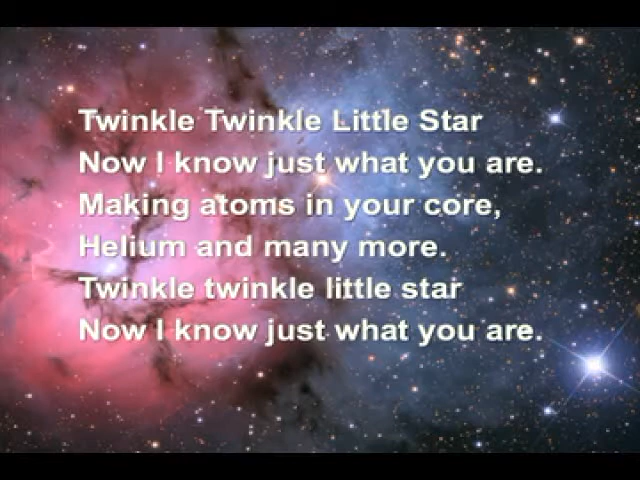 Twinkle Twinkle Little Star
Now I know just what you are.
Making atoms in your core,
Helium and many more.
Twinkle twinkle little star
Now I know just what you are.